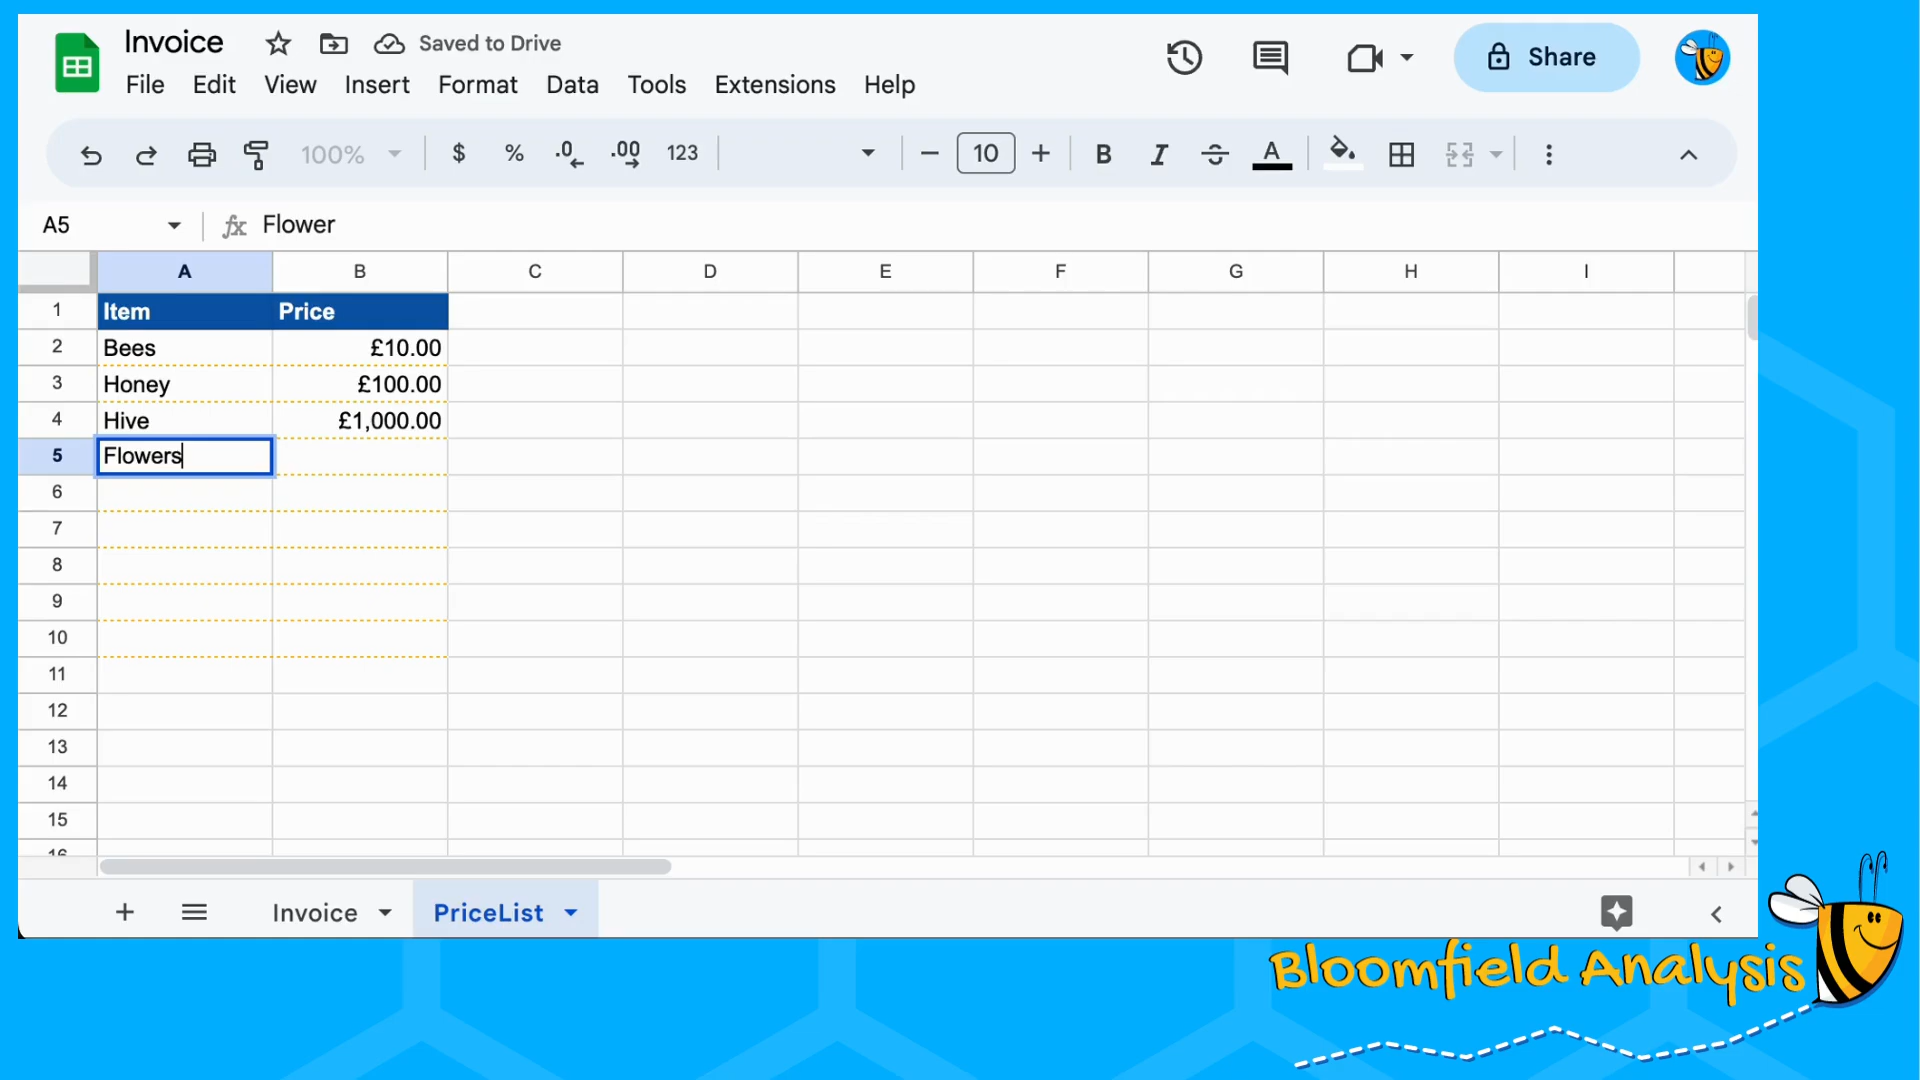 Invoice Saved to Drive
File Edit View Insert Format Data Tools Extensions Help
Share
100% $ % .0 .00 123 10 B I S A
A5 fx Flower
A B C D E F G H I
1 Item Price
2 Bees £10.00
3 Honey £100.00
4 Hive £1,000.00
5 Flowers
6
7
8
9
10
11
12
13
14
15
16
Invoice PriceList
Bloomfield Analysis